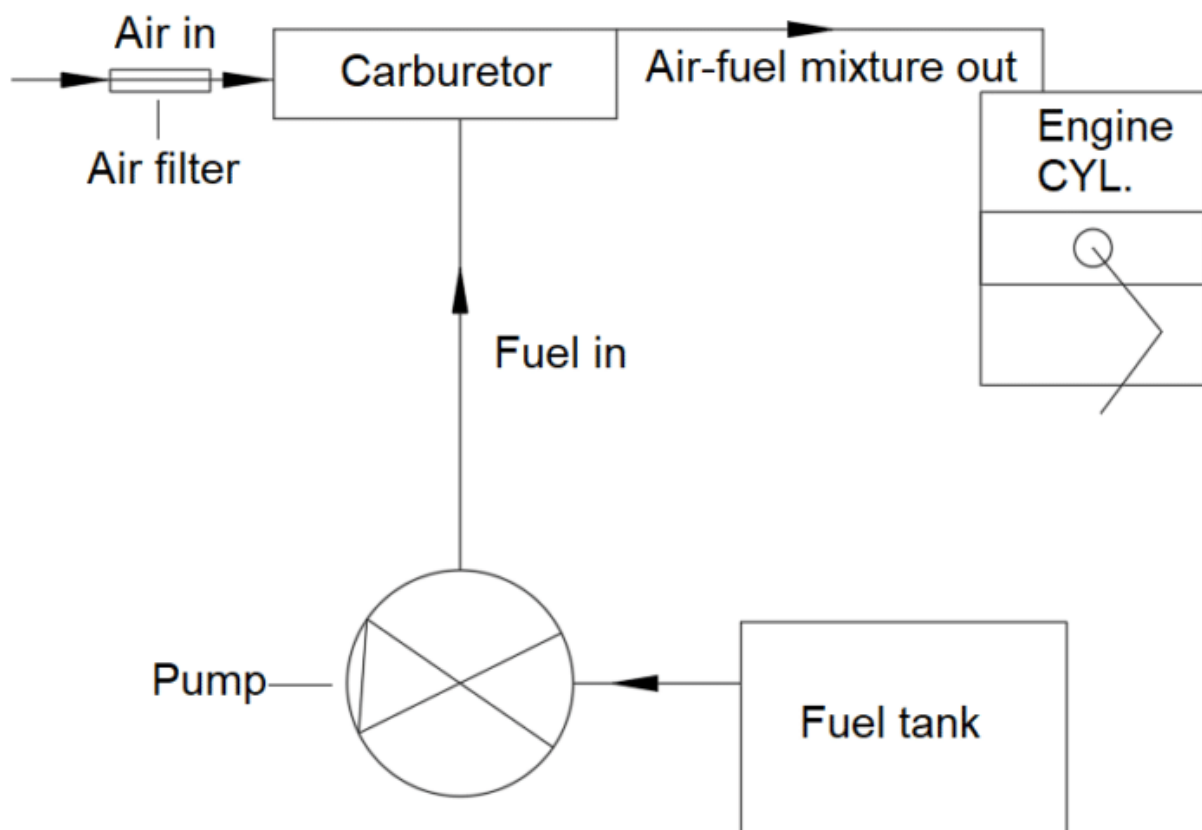 Air in
Carburetor
Air-fuel mixture out
Air filter
Engine
CYL.
Fuel in
Pump
Fuel tank